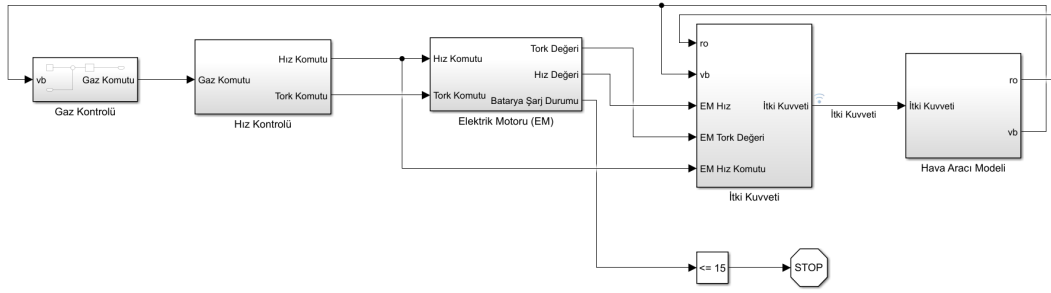 vb
Gaz Komutu
Gaz Kontrolü
Gaz Komutu
Hız Komutu
Tork Komutu
Hız Kontrolü
Hız Komutu
Tork Komutu
Tork Değeri
Hız Değeri
Batarya Şarj Durumu
Elektrik Motoru (EM)
ro
vb
EM Hız
EM Tork Değeri
EM Hız Komutu
İtki Kuvveti
İtki Kuvveti
İtki Kuvveti
İtki Kuvveti
ro
vb
Hava Aracı Modeli
<= 15
STOP